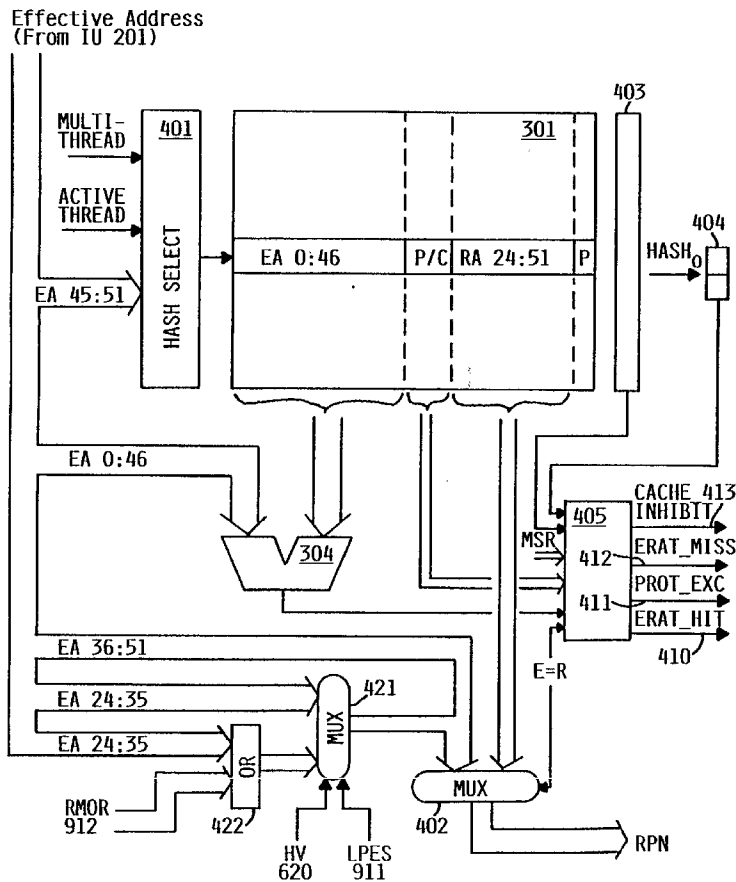 Effective Address
(From IU 201)
403
MULTI-
THREAD
401
301
404
ACTIVE
THREAD
HASH SELECT
HASH0
EA 0:46
P/C
RA 24:51
P
EA 45:51
EA 0:46
CACHE 413
INHIBIT
405
MSR
304
412
ERAT_MISS
PROT_EXC
411
ERAT_HIT
EA 36:51
410
E=R
421
EA 24:35
MUX
EA 24:35
OR
MUX
RMOR
912
422
402
HV
620
LPES
911
RPN